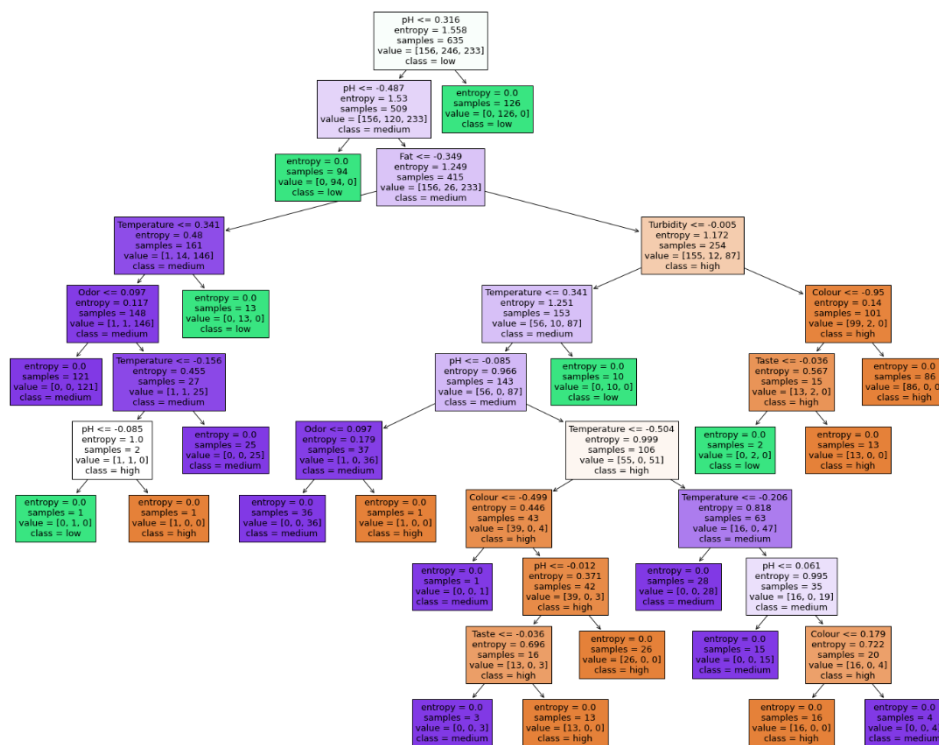 pH <= 0.316
entropy = 1.558
samples = 635
value = [156, 246, 233]
class = low
pH <= -0.487
entropy = 1.53
samples = 509
value = [156, 120, 233]
class = medium
entropy = 0.0
samples = 126
value = [0, 126, 0]
class = low
entropy = 0.0
samples = 94
value = [0, 94, 0]
class = low
Fat <= -0.349
entropy = 1.249
samples = 415
value = [156, 26, 233]
class = medium
Temperature <= 0.341
entropy = 0.48
samples = 161
value = [1, 14, 146]
class = medium
Turbidity <= -0.005
entropy = 1.172
samples = 254
value = [155, 12, 87]
class = high
Odor <= 0.097
entropy = 0.117
samples = 148
value = [1, 1, 146]
class = medium
entropy = 0.0
samples = 13
value = [0, 13, 0]
class = low
Temperature <= 0.341
entropy = 1.251
samples = 153
value = [56, 10, 87]
class = medium
Colour <= -0.95
entropy = 0.14
samples = 101
value = [99, 2, 0]
class = high
entropy = 0.0
samples = 121
value = [0, 0, 121]
class = medium
Temperature <= -0.156
entropy = 0.455
samples = 27
value = [1, 1, 25]
class = medium
pH <= -0.085
entropy = 0.966
samples = 143
value = [56, 0, 87]
class = medium
entropy = 0.0
samples = 10
value = [0, 10, 0]
class = low
Taste <= -0.036
entropy = 0.567
samples = 15
value = [13, 2, 0]
class = high
entropy = 0.0
samples = 86
value = [86, 0, 0]
class = high
pH <= -0.085
entropy = 1.0
samples = 2
value = [1, 1, 0]
class = high
entropy = 0.0
samples = 25
value = [0, 0, 25]
class = medium
Odor <= 0.097
entropy = 0.179
samples = 37
value = [1, 0, 36]
class = medium
Temperature <= -0.504
entropy = 0.999
samples = 106
value = [55, 0, 51]
class = high
entropy = 0.0
samples = 2
value = [0, 2, 0]
class = low
entropy = 0.0
samples = 13
value = [13, 0, 0]
class = high
entropy = 0.0
samples = 1
value = [0, 1, 0]
class = low
entropy = 0.0
samples = 1
value = [1, 0, 0]
class = high
entropy = 0.0
samples = 36
value = [0, 0, 36]
class = medium
entropy = 0.0
samples = 1
value = [1, 0, 0]
class = high
Colour <= -0.499
entropy = 0.446
samples = 43
value = [39, 0, 4]
class = high
Temperature <= -0.206
entropy = 0.818
samples = 63
value = [16, 0, 47]
class = medium
entropy = 0.0
samples = 1
value = [0, 0, 1]
class = medium
pH <= -0.012
entropy = 0.371
samples = 42
value = [39, 0, 3]
class = high
entropy = 0.0
samples = 28
value = [0, 0, 28]
class = medium
pH <= 0.061
entropy = 0.995
samples = 35
value = [16, 0, 19]
class = medium
Taste <= -0.036
entropy = 0.696
samples = 16
value = [13, 0, 3]
class = high
entropy = 0.0
samples = 26
value = [26, 0, 0]
class = high
entropy = 0.0
samples = 15
value = [0, 0, 15]
class = medium
Colour <= 0.179
entropy = 0.722
samples = 20
value = [16, 0, 4]
class = high
entropy = 0.0
samples = 3
value = [0, 0, 3]
class = medium
entropy = 0.0
samples = 13
value = [13, 0, 0]
class = high
entropy = 0.0
samples = 16
value = [16, 0, 0]
class = high
entropy = 0.0
samples = 4
value = [0, 0, 4]
class = medium